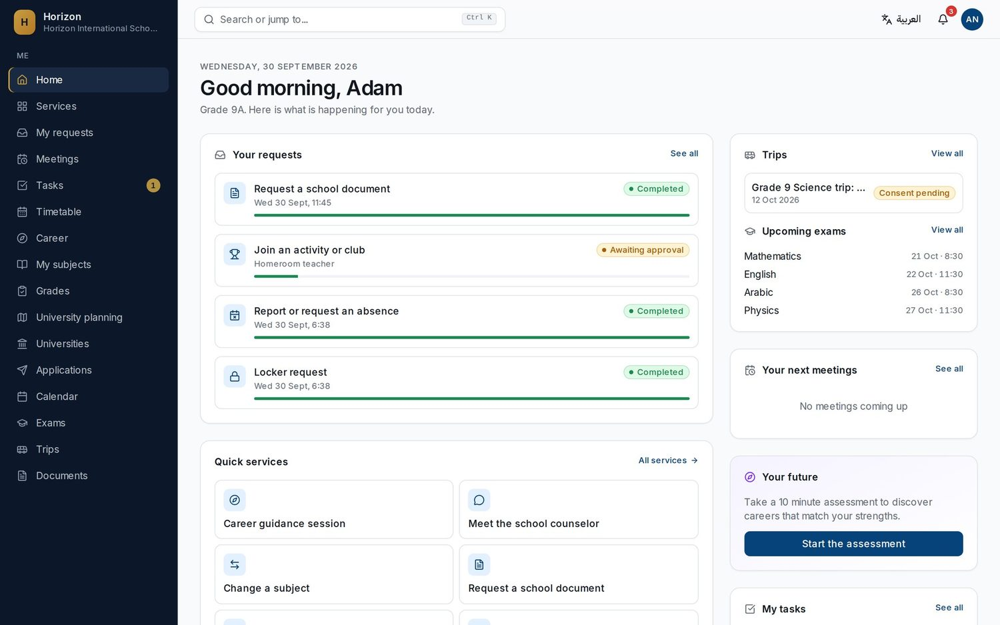 H
Horizon
Horizon International Scho...
ME
Home
Services
My requests
Meetings
Tasks
1
Timetable
Career
My subjects
Grades
University planning
Universities
Applications
Calendar
Exams
Trips
Documents
Search or jump to...
Ctrl K
العربية
3
AN
WEDNESDAY, 30 SEPTEMBER 2026
Good morning, Adam
Grade 9A. Here is what is happening for you today.
Your requests
See all
Request a school document
Completed
Wed 30 Sept, 11:45
Join an activity or club
Awaiting approval
Homeroom teacher
Report or request an absence
Completed
Wed 30 Sept, 6:38
Locker request
Completed
Wed 30 Sept, 6:38
Quick services
All services →
Career guidance session
Meet the school counselor
Change a subject
Request a school document
Trips
View all
Grade 9 Science trip: ...
Consent pending
12 Oct 2026
Upcoming exams
View all
Mathematics 21 Oct · 8:30
English 22 Oct · 11:30
Arabic 26 Oct · 8:30
Physics 27 Oct · 11:30
Your next meetings
See all
No meetings coming up
Your future
Take a 10 minute assessment to discover
careers that match your strengths.
Start the assessment
My tasks
See all